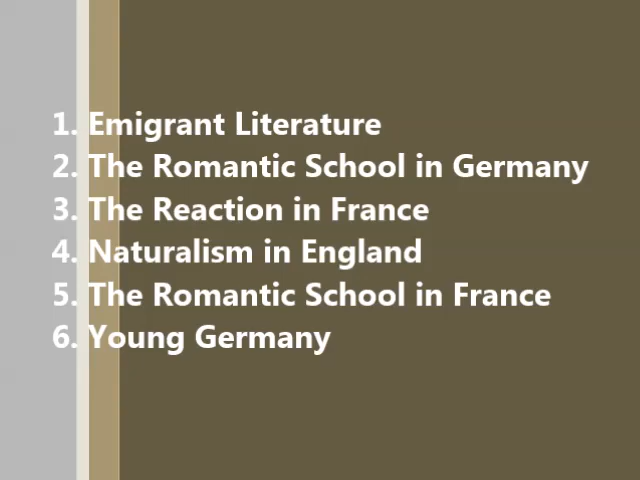 1. Emigrant Literature
2. The Romantic School in Germany
3. The Reaction in France
4. Naturalism in England
5. The Romantic School in France
6. Young Germany